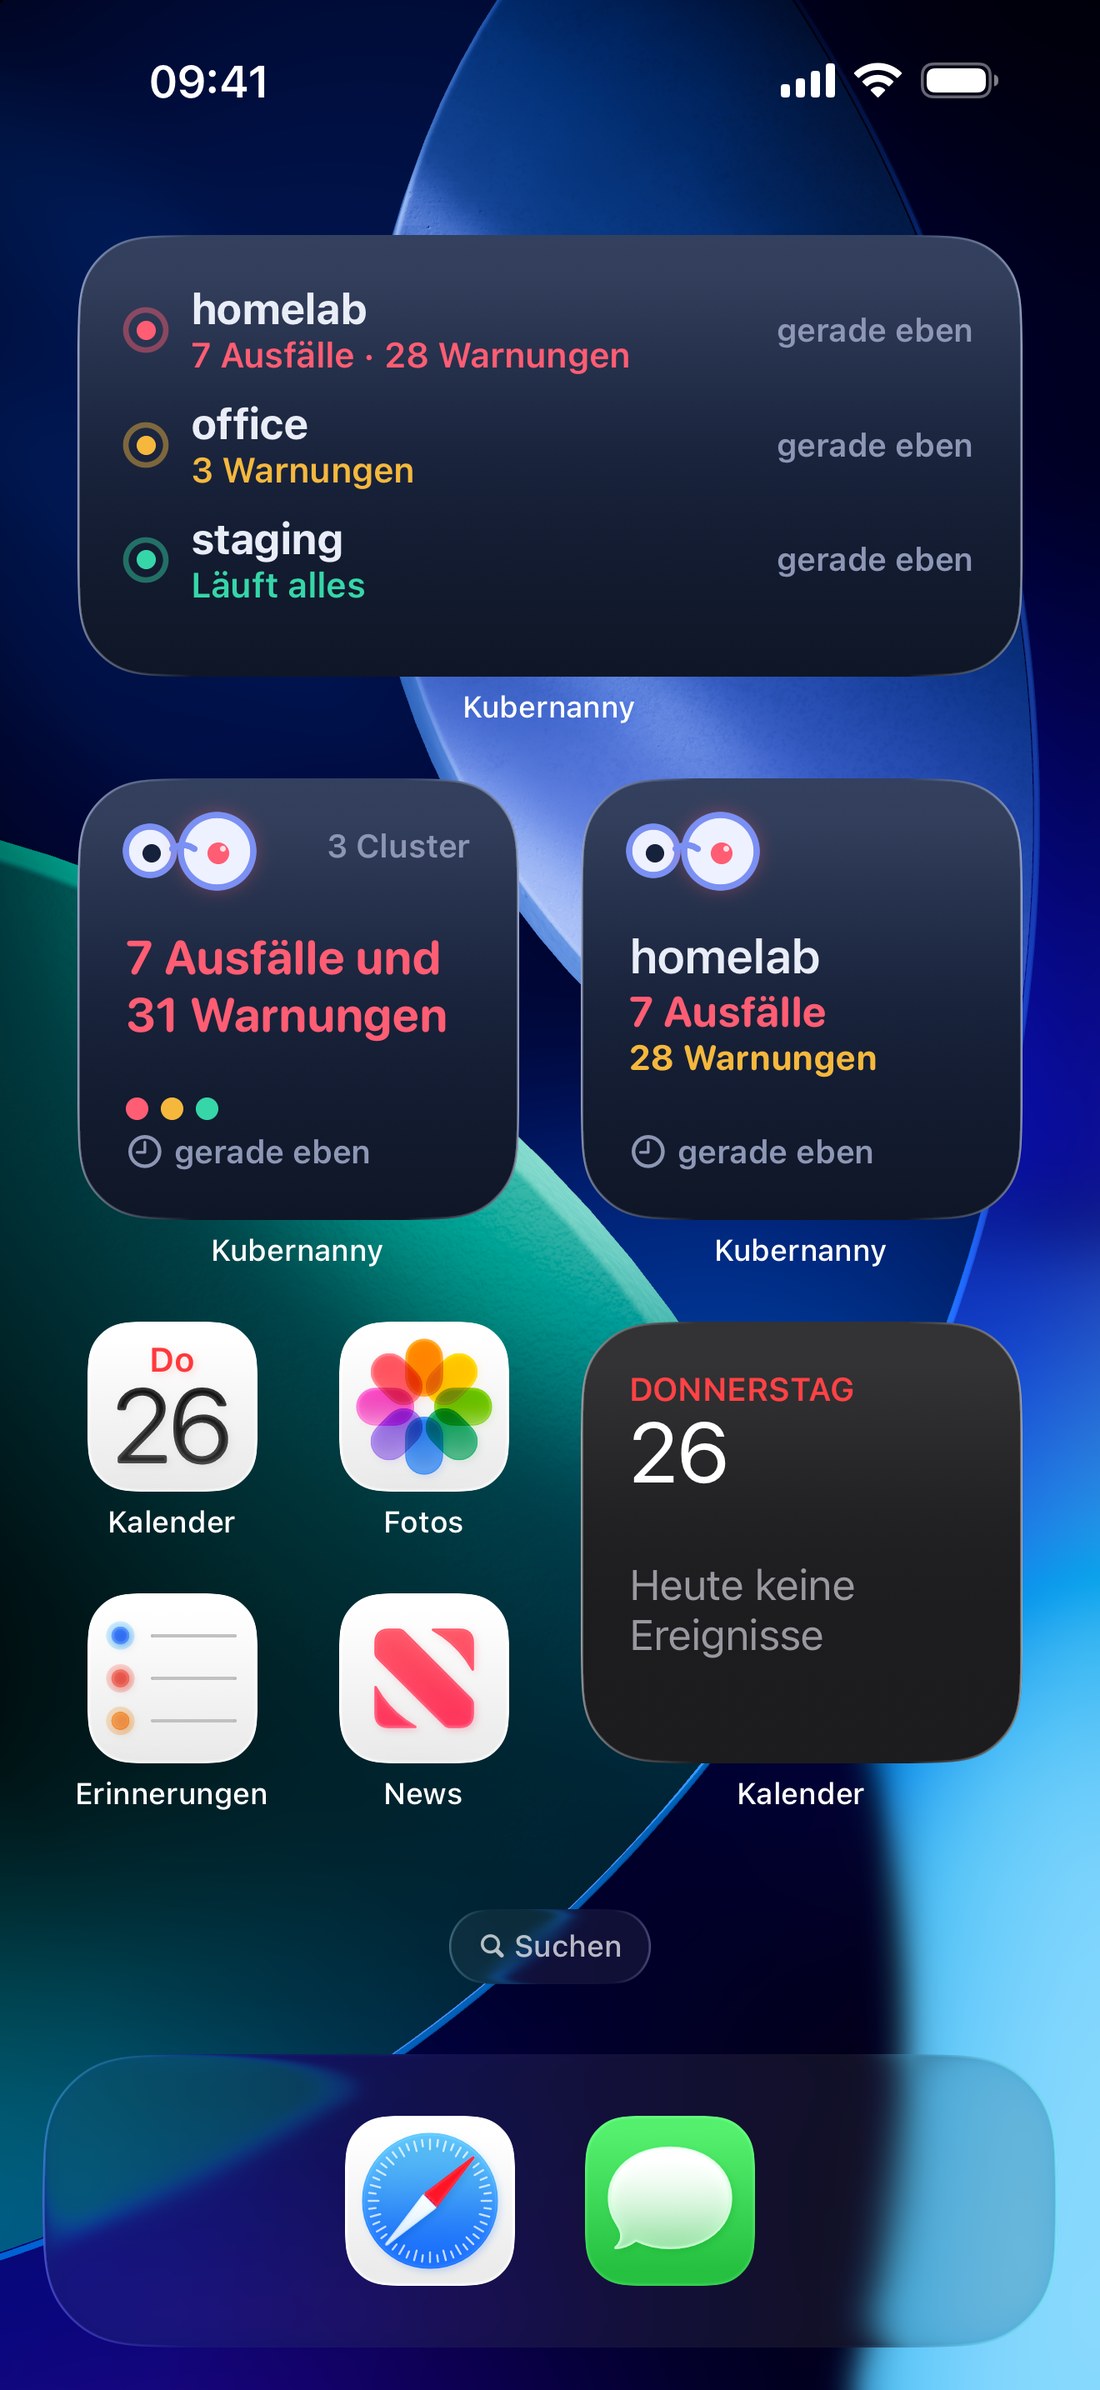 09:41
homelab
7 Ausfälle · 28 Warnungen
gerade eben
office
3 Warnungen
gerade eben
staging
Läuft alles
gerade eben
Kubernanny
3 Cluster
7 Ausfälle und
31 Warnungen
gerade eben
Kubernanny
homelab
7 Ausfälle
28 Warnungen
gerade eben
Kubernanny
Do
26
Kalender
Fotos
DONNERSTAG
26
Heute keine
Ereignisse
Kalender
Erinnerungen
News
Suchen